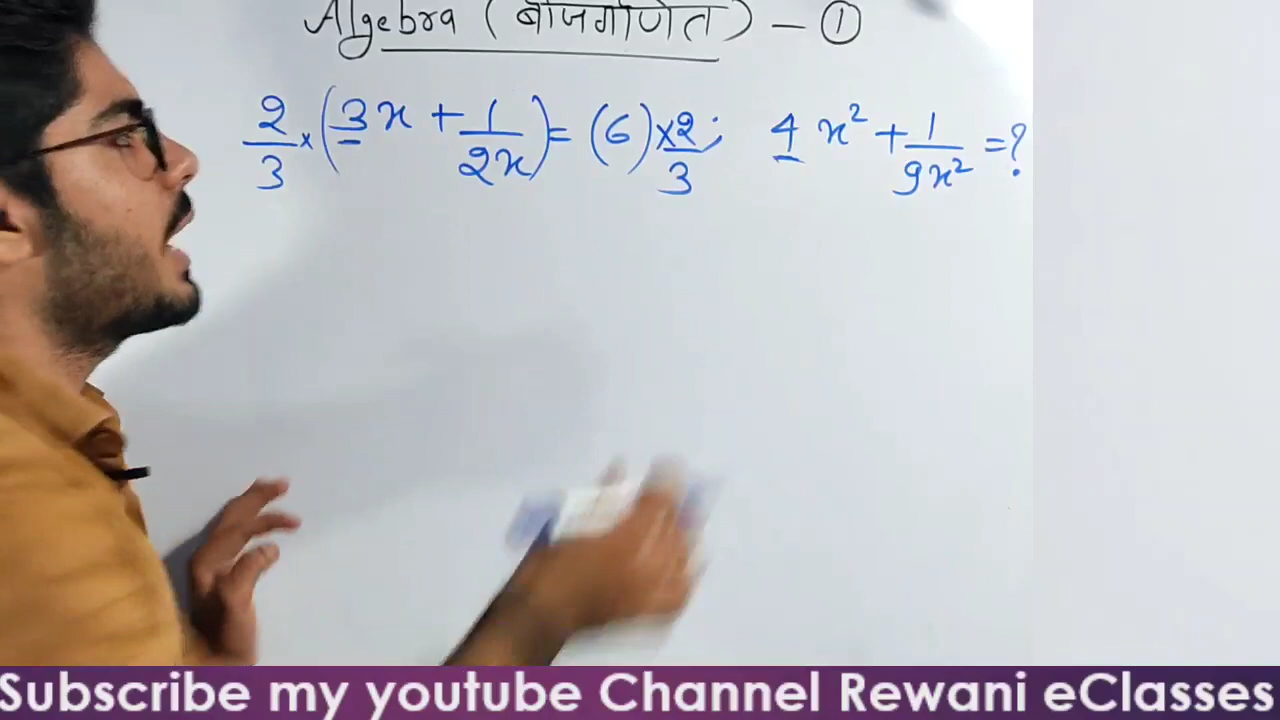 Algebra (बीजगणित) – ①
2/3 × (3x + 1/2x) = (6) × 2/3 ; 4x² + 1/9x² = ?
Subscribe my youtube Channel Rewani eClasses